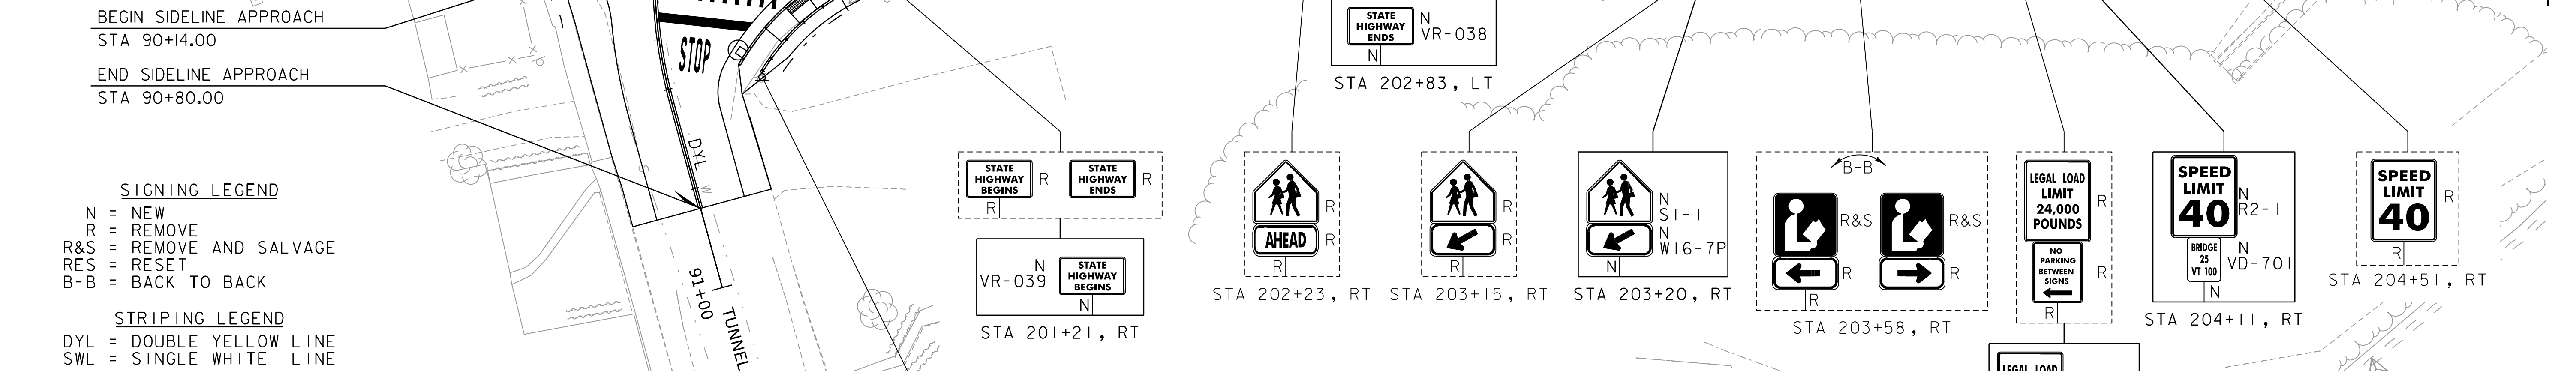 BEGIN SIDELINE APPROACH
STA 90+14.00
END SIDELINE APPROACH
STA 90+80.00
SIGNING LEGEND
N = NEW
R = REMOVE
R&S = REMOVE AND SALVAGE
RES = RESET
B-B = BACK TO BACK
STRIPING LEGEND
DYL = DOUBLE YELLOW LINE
SWL = SINGLE WHITE LINE
STOP
DYL
W
91+00
TUNNEL
STATE
HIGHWAY
BEGINS
R
R
STATE
HIGHWAY
ENDS
R
N
VR-039
STATE
HIGHWAY
BEGINS
N
STA 201+21, RT
STATE
HIGHWAY
ENDS
N
VR-038
N
STA 202+83, LT
R
AHEAD
R
R
STA 202+23, RT
R
R
R
STA 203+15, RT
N
S1-1
N
W16-7P
N
STA 203+20, RT
B-B
R&S
R&S
R
R
R
STA 203+58, RT
LEGAL LOAD
LIMIT
24,000
POUNDS
R
NO
PARKING
BETWEEN
SIGNS
R
R
LEGAL LOAD
SPEED
LIMIT
40
N
R2-1
BRIDGE
25
VT 100
N
VD-701
N
STA 204+11, RT
SPEED
LIMIT
40
R
R
STA 204+51, RT